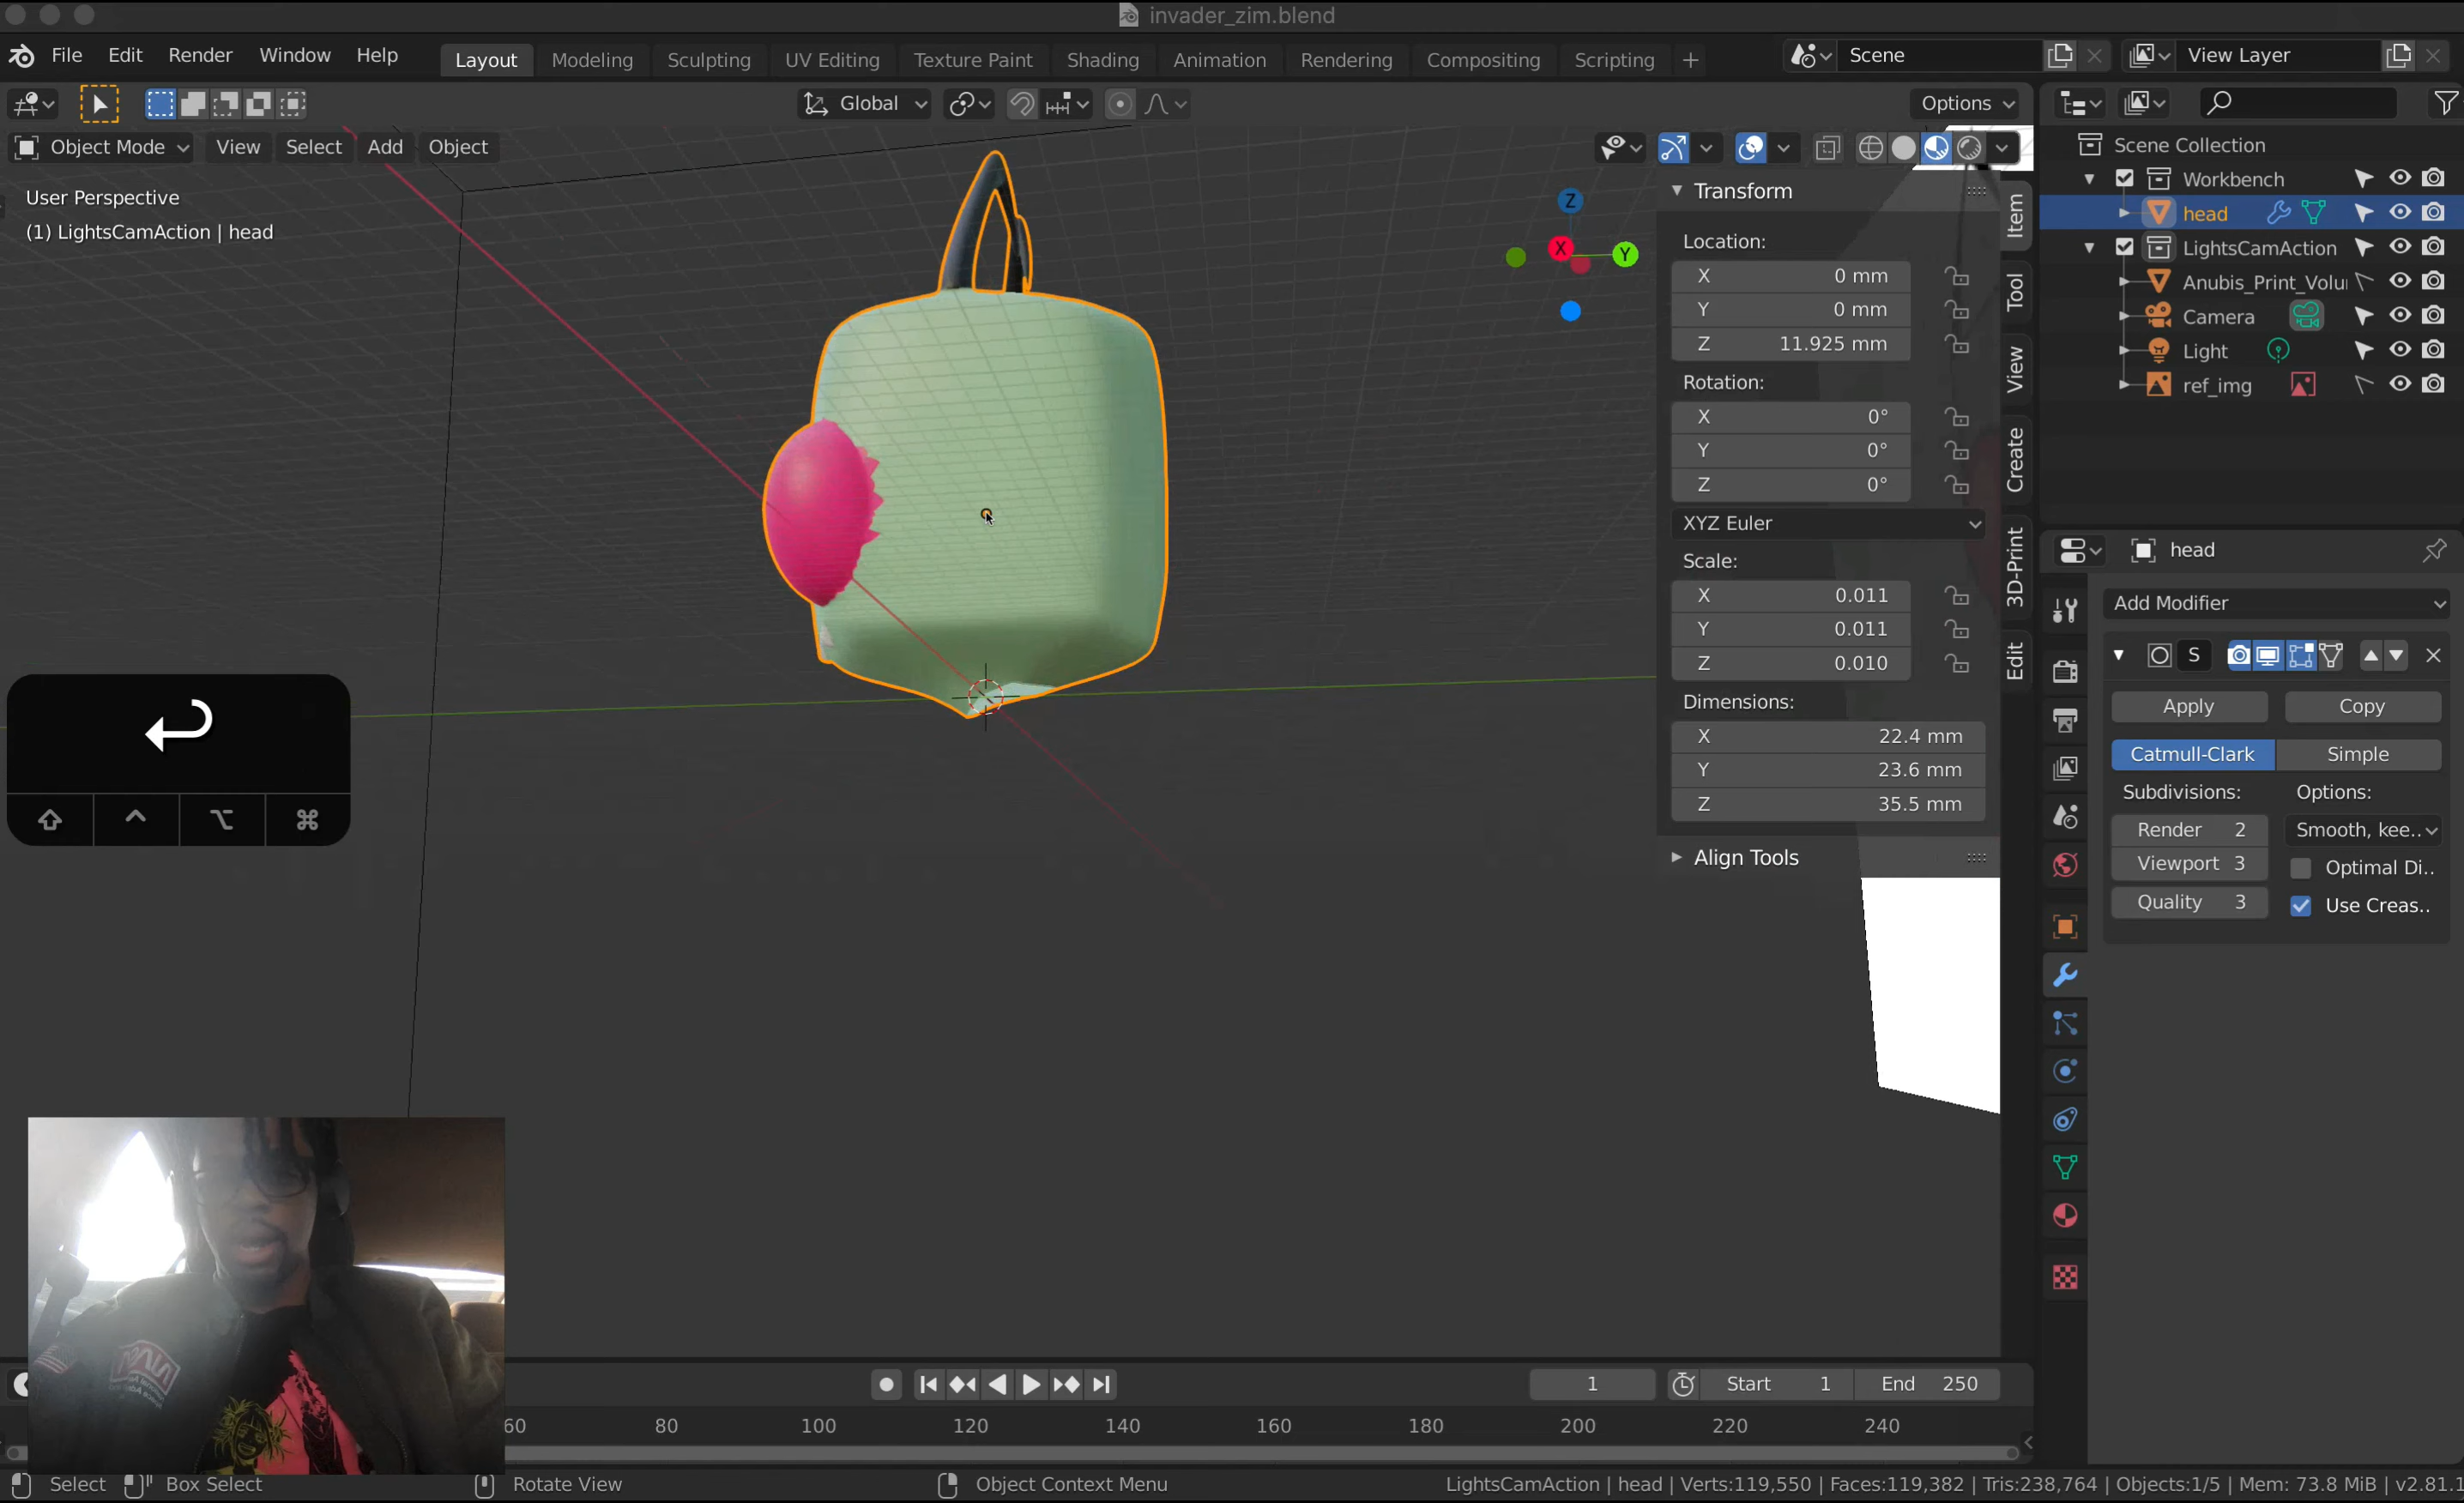 invader_zim.blend
File Edit Render Window Help
Layout Modeling Sculpting UV Editing Texture Paint Shading Animation Rendering Compositing Scripting +
Scene
View Layer
Global
Options
Object Mode View Select Add Object
User Perspective
(1) LightsCamAction | head
Z
X
Y
Transform
Location:
X 0 mm
Y 0 mm
Z 11.925 mm
Rotation:
X 0°
Y 0°
Z 0°
XYZ Euler
Scale:
X 0.011
Y 0.011
Z 0.010
Dimensions:
X 22.4 mm
Y 23.6 mm
Z 35.5 mm
Align Tools
Item
Tool
View
Create
3D-Print
Edit
Scene Collection
Workbench
head
LightsCamAction
Anubis_Print_Volu
Camera
Light
ref_img
head
Add Modifier
S
Apply Copy
Catmull-Clark Simple
Subdivisions: Options:
Render 2 Smooth, kee..
Viewport 3 Optimal Di..
Quality 3 Use Creas..
1 Start 1 End 250
60 80 100 120 140 160 180 200 220 240
Select Box Select Rotate View Object Context Menu
LightsCamAction | head | Verts:119,550 | Faces:119,382 | Tris:238,764 | Objects:1/5 | Mem: 73.8 MiB | v2.81.1